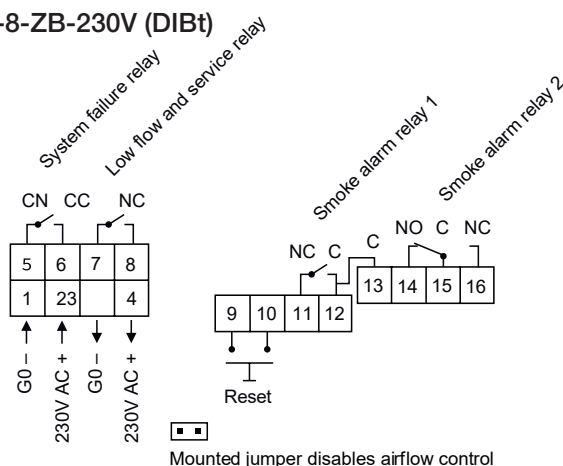 -8-ZB-230V (DIBt)
System failure relay
Low flow and service relay
Smoke alarm relay 1
Smoke alarm relay 2
CN CC NC
5 6 7 8
1 23 4
G0 –
230V AC +
G0 –
230V AC +
NC C C
NO C NC
13 14 15 16
9 10 11 12
Reset
Mounted jumper disables airflow control